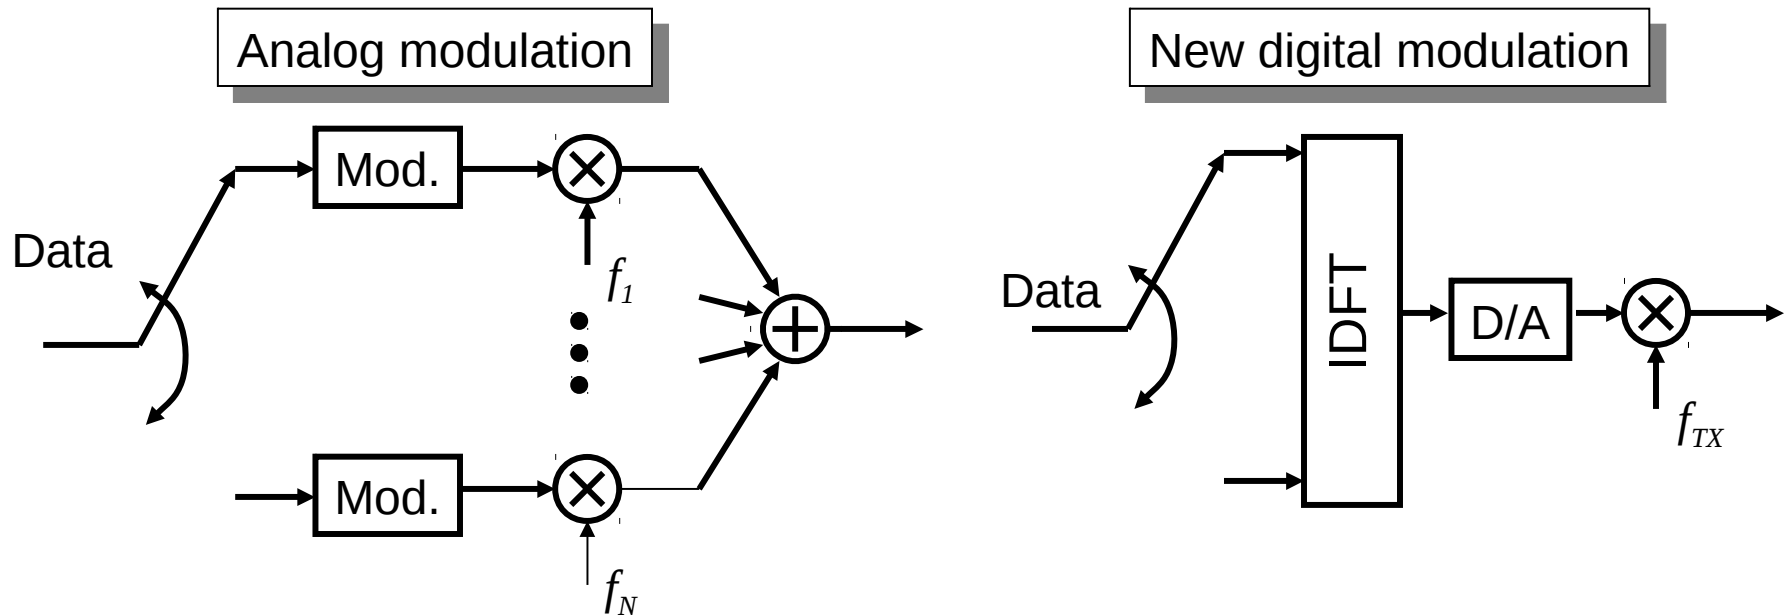 Analog modulation
Mod.
Data
f1
Mod.
fN
New digital modulation
Data
IDFT
D/A
fTX